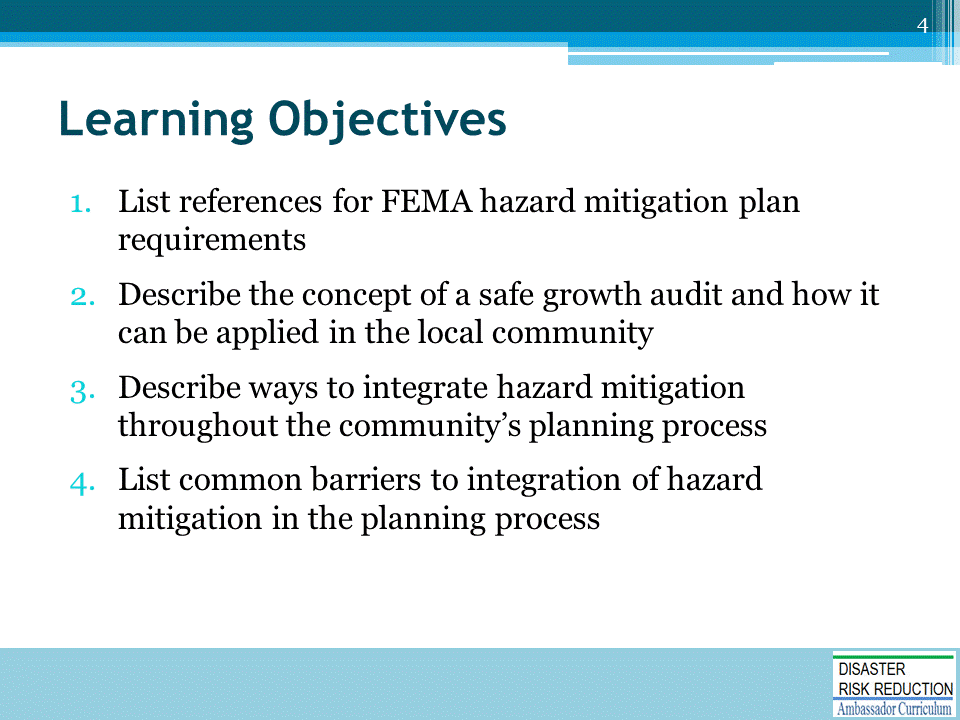 4
Learning Objectives
1. List references for FEMA hazard mitigation plan
requirements
2. Describe the concept of a safe growth audit and how it
can be applied in the local community
3. Describe ways to integrate hazard mitigation
throughout the community’s planning process
4. List common barriers to integration of hazard
mitigation in the planning process
DISASTER
RISK REDUCTION
Ambassador Curriculum